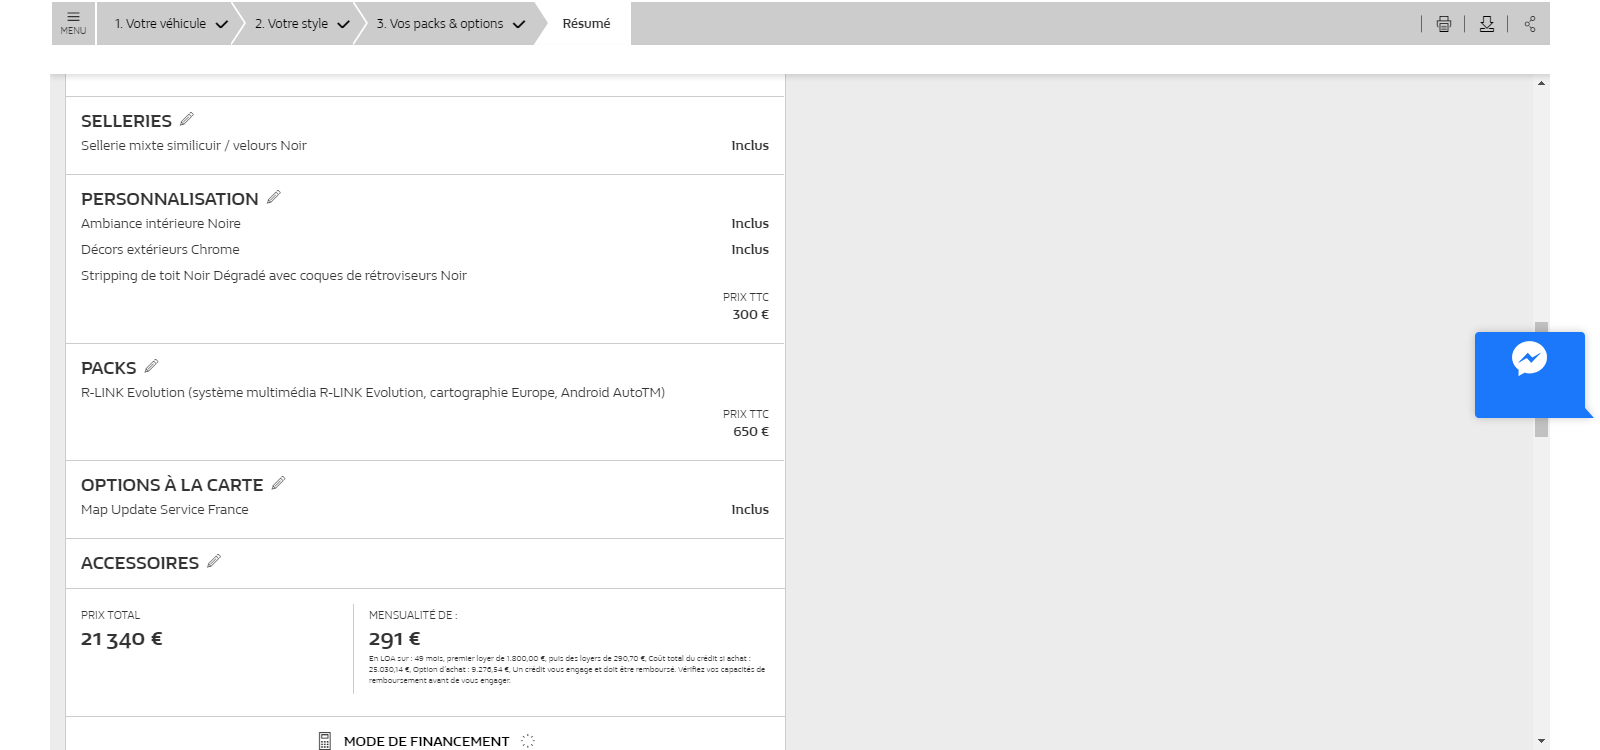 MENU
1. Votre véhicule
2. Votre style
3. Vos packs & options
Résumé
SELLERIES
Sellerie mixte similicuir / velours Noir Inclus
PERSONNALISATION
Ambiance intérieure Noire Inclus
Décors extérieurs Chrome Inclus
Stripping de toit Noir Dégradé avec coques de rétroviseurs Noir
PRIX TTC
300 €
PACKS
R-LINK Evolution (système multimédia R-LINK Evolution, cartographie Europe, Android AutoTM)
PRIX TTC
650 €
OPTIONS À LA CARTE
Map Update Service France Inclus
ACCESSOIRES
PRIX TOTAL
21 340 €
MENSUALITÉ DE :
291 €
En LOA sur : 49 mois, premier loyer de 1.800,00 €, puis des loyers de 290,70 €, Coût total du crédit si achat :
25.030,14 €, Option d'achat : 9.276,54 €, Un crédit vous engage et doit être remboursé. Vérifiez vos capacités de
remboursement avant de vous engager.
MODE DE FINANCEMENT